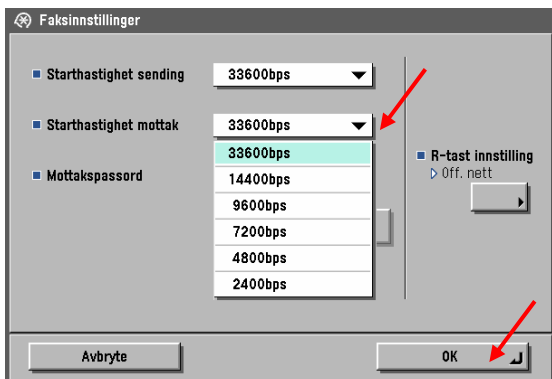 Faksinnstillinger
Starthastighet sending
33600bps
Starthastighet mottak
33600bps
33600bps
14400bps
9600bps
7200bps
4800bps
2400bps
Mottakspassord
R-tast innstilling
Off. nett
Avbryte
OK